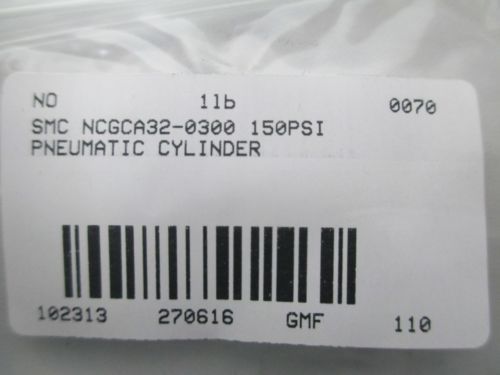 NO 1lb 0070
SMC NCGCA32-0300 150PSI
PNEUMATIC CYLINDER
102313 270616 GMF 110